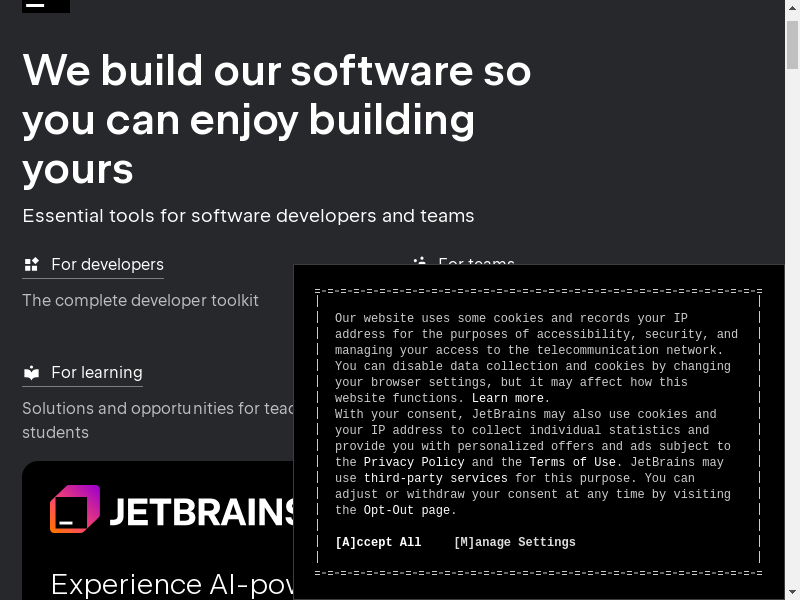 We build our software so
you can enjoy building
yours
Essential tools for software developers and teams
For developers
For teams
The complete developer toolkit
For learning
Solutions and opportunities for
students
JETBRAINS
Experience
=-=-=-=-=-=-=-=-=-=-=-=-=-=-=-=-=-=-=-=-=-=-=-=-=-=-=-=-=-=-=-=
Our website uses some cookies and records your IP
address for the purposes of accessibility, security, and
managing your access to the telecommunication network.
You can disable data collection and cookies by changing
your browser settings, but it may affect how this
website functions. Learn more.
With your consent, JetBrains may also use cookies and
your IP address to collect individual statistics and
provide you with personalized offers and ads subject to
the Privacy Policy and the Terms of Use. JetBrains may
use third-party services for this purpose. You can
adjust or withdraw your consent at any time by visiting
the Opt-Out page.
[A]ccept All [M]anage Settings
=-=-=-=-=-=-=-=-=-=-=-=-=-=-=-=-=-=-=-=-=-=-=-=-=-=-=-=-=-=-=-=